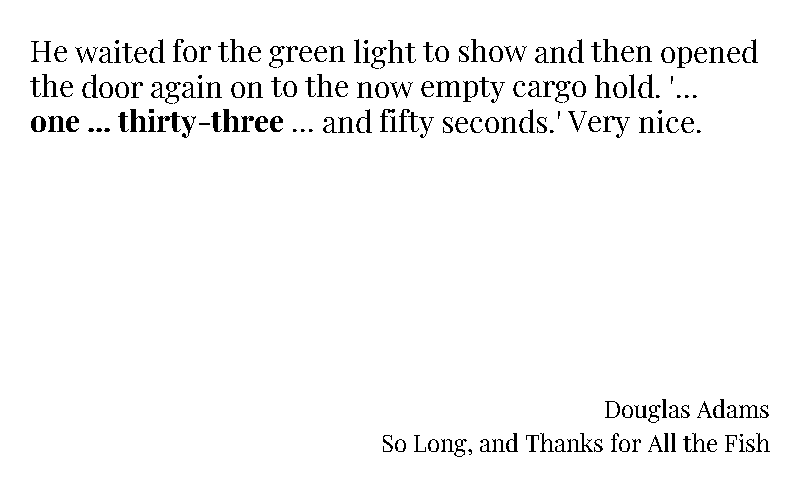 He waited for the green light to show and then opened
the door again on to the now empty cargo hold. '...
one ... thirty-three ... and fifty seconds.' Very nice.
Douglas Adams
So Long, and Thanks for All the Fish